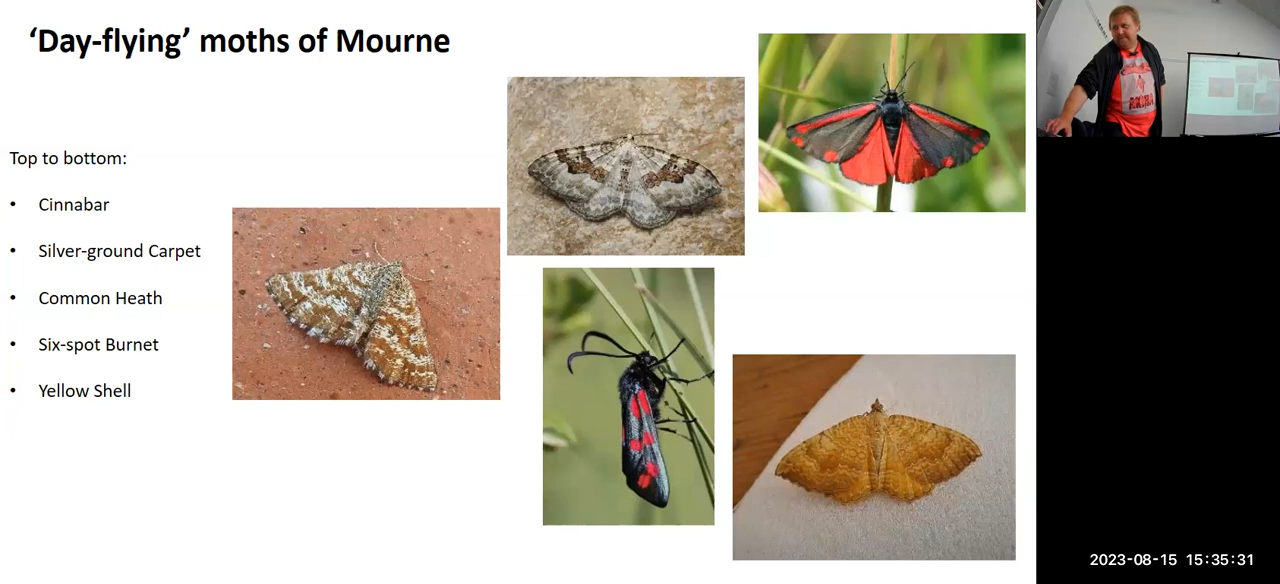 ‘Day-flying’ moths of Mourne
Top to bottom:
• Cinnabar
• Silver-ground Carpet
• Common Heath
• Six-spot Burnet
• Yellow Shell
2023-08-15 15:35:31